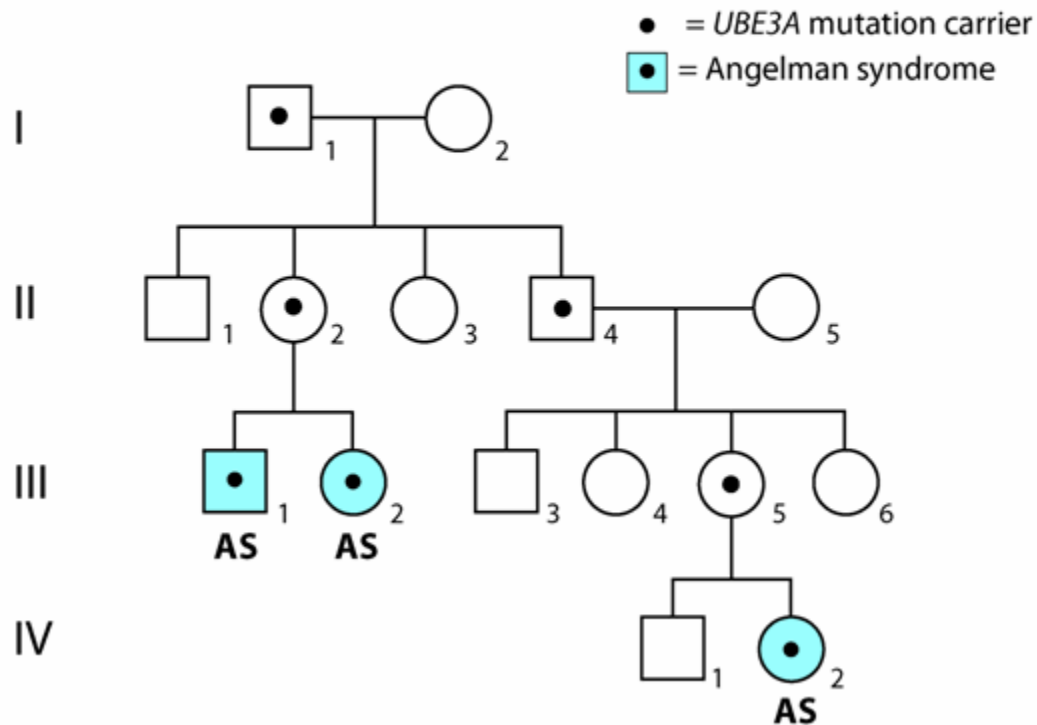 = UBE3A mutation carrier
= Angelman syndrome
I
1
2
II
1
2
3
4
5
III
1
2
3
4
5
6
AS
AS
IV
1
2
AS